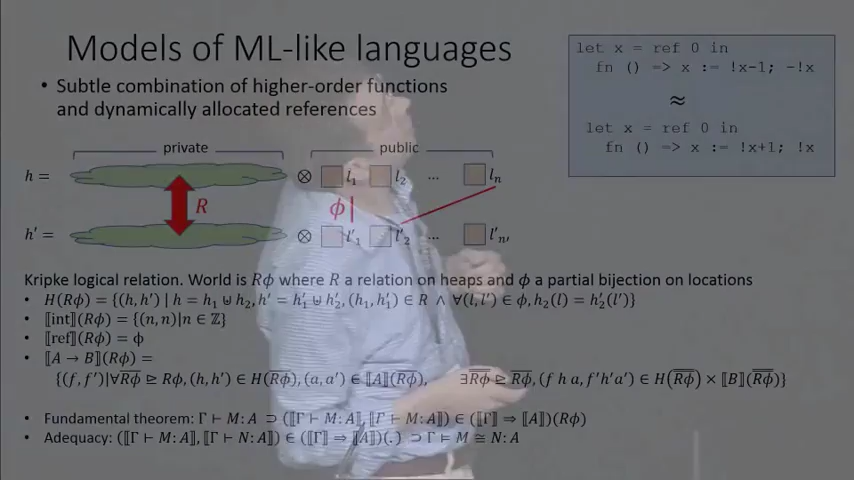 Models of ML-like languages
• Subtle combination of higher-order functions
and dynamically allocated references
let x = ref 0 in
fn () => x := !x-1; -!x
≈
let x = ref 0 in
fn () => x := !x+1; !x
private public
h = ⊗ l₁ l₂ ... lₙ
R ϕ
h′ = ⊗ l′₁ l′₂ ... l′ₙ′
Kripke logical relation. World is Rϕ where R a relation on heaps and ϕ a partial bijection on locations
• H(Rϕ) = {(h, h′) | h = h₁ ⊎ h₂, h′ = h′₁ ⊎ h′₂, (h₁, h′₁) ∈ R ∧ ∀(l, l′) ∈ ϕ, h₂(l) = h′₂(l′)}
• ⟦int⟧(Rϕ) = {(n, n)|n ∈ ℤ}
• ⟦ref⟧(Rϕ) = ϕ
• ⟦A → B⟧(Rϕ) =
{(f, f′)|∀R̅ϕ̅ ⊵ Rϕ, (h, h′) ∈ H(R̅ϕ̅), (a, a′) ∈ ⟦A⟧(R̅ϕ̅), ∃R̿ϕ̿ ⊵ R̅ϕ̅, (f h a, f′h′a′) ∈ H(R̿ϕ̿) × ⟦B⟧(R̿ϕ̿)}
• Fundamental theorem: Γ ⊢ M: A ⊃ (⟦Γ ⊢ M: A⟧, ⟦Γ ⊢ M: A⟧) ∈ (⟦Γ⟧ ⇒ ⟦A⟧)(Rϕ)
• Adequacy: (⟦Γ ⊢ M: A⟧, ⟦Γ ⊢ N: A⟧) ∈ (⟦Γ⟧ ⇒ ⟦A⟧)(.) ⊃ Γ ⊨ M ≅ N: A